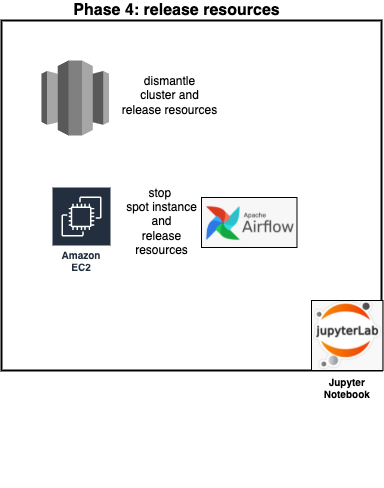 Phase 4: release resources
dismantle
cluster and
release resources
stop
spot instance
and
release
resources
Apache
Airflow
Amazon
EC2
jupyterLab
Jupyter
Notebook